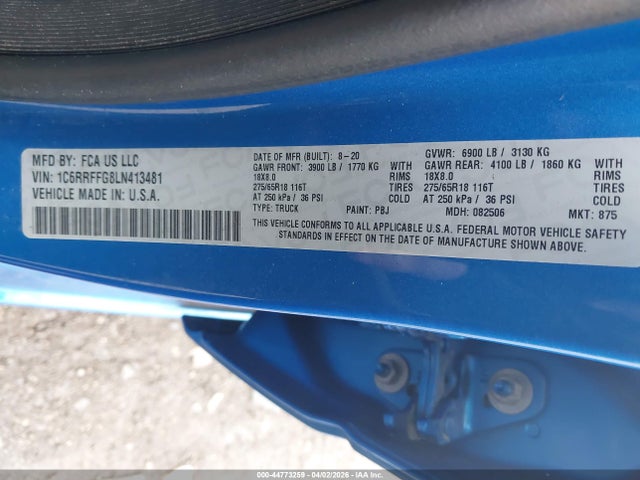 MFD BY: FCA US LLC
VIN: 1C6RRFFG8LN413481
VEHICLE MADE IN U.S.A.
DATE OF MFR (BUILT): 8-20 GVWR: 6900 LB / 3130 KG
GAWR FRONT: 3900 LB / 1770 KG WITH GAWR REAR: 4100 LB / 1860 KG WITH
18X8.0 RIMS 18X8.0 RIMS
275/65R18 116T TIRES 275/65R18 116T TIRES
AT 250 kPa / 36 PSI COLD AT 250 kPa / 36 PSI COLD
TYPE: TRUCK PAINT: PBJ MDH: 082506 MKT: 875
THIS VEHICLE CONFORMS TO ALL APPLICABLE U.S.A. FEDERAL MOTOR VEHICLE SAFETY
STANDARDS IN EFFECT ON THE DATE OF MANUFACTURE SHOWN ABOVE.
000-44773259 04/02/2026 - IAA Inc.